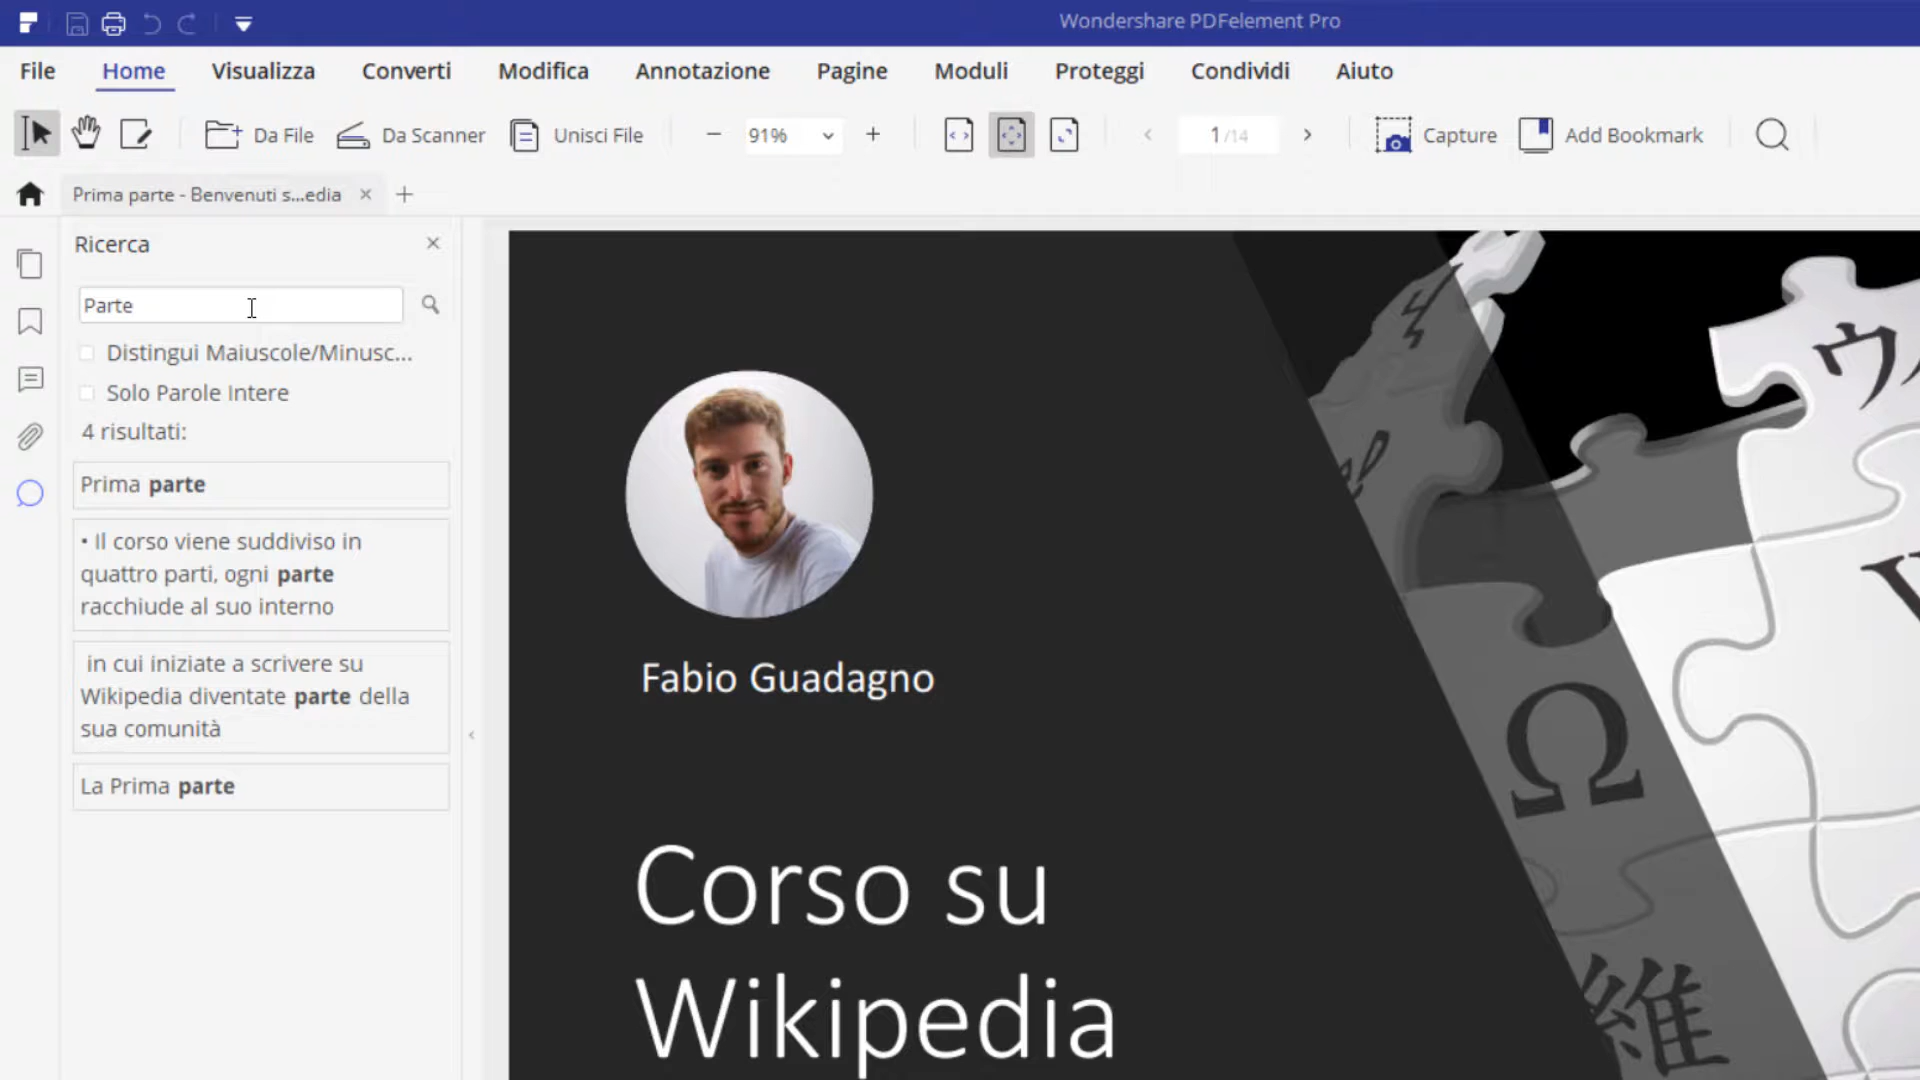 Wondershare PDFelement Pro
File Home Visualizza Converti Modifica Annotazione Pagine Moduli Proteggi Condividi Aiuto
Da File Da Scanner Unisci File 91% 1/14 Capture Add Bookmark
Prima parte - Benvenuti s...edia
Ricerca
Parte
Distingui Maiuscole/Minusc...
Solo Parole Intere
4 risultati:
Prima parte
• Il corso viene suddiviso in
quattro parti, ogni parte
racchiude al suo interno
in cui iniziate a scrivere su
Wikipedia diventate parte della
sua comunità
La Prima parte
Fabio Guadagno
Corso su
Wikipedia
Ω
維